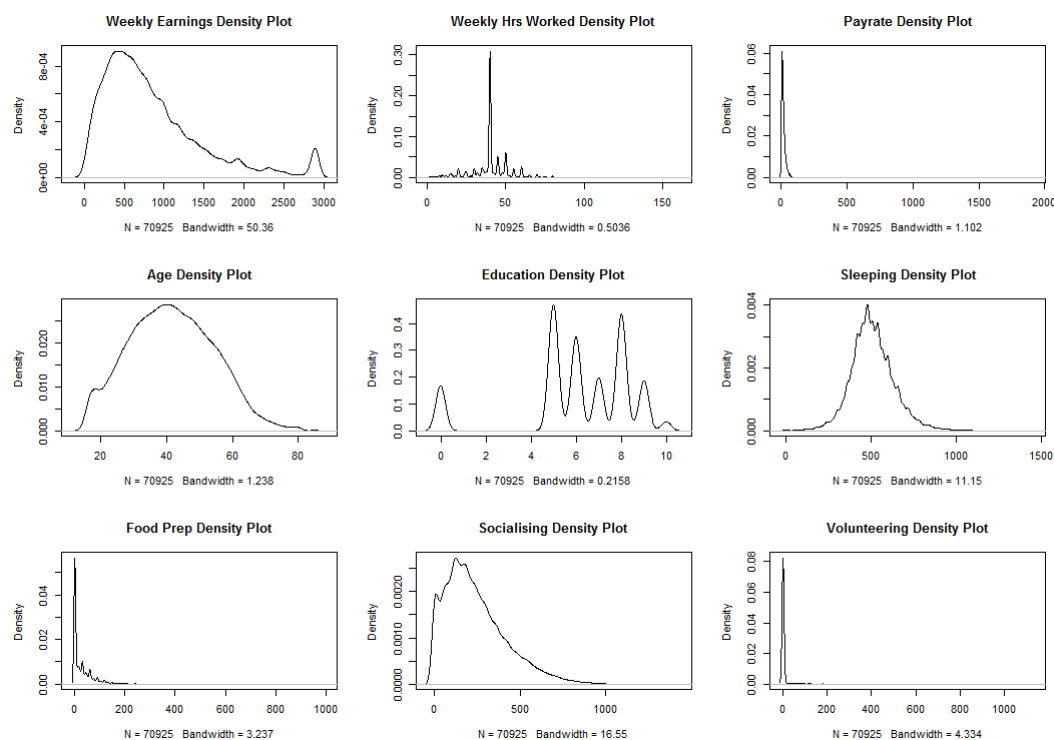 Weekly Earnings Density Plot
Density
0e+00 4e-04 8e-04
0 500 1000 1500 2000 2500 3000
N = 70925 Bandwidth = 50.36
Weekly Hrs Worked Density Plot
Density
0.00 0.10 0.20 0.30
0 50 100 150
N = 70925 Bandwidth = 0.5036
Payrate Density Plot
Density
0.00 0.02 0.04 0.06
0 500 1000 1500 2000
N = 70925 Bandwidth = 1.102
Age Density Plot
Density
0.000 0.010 0.020
20 40 60 80
N = 70925 Bandwidth = 1.238
Education Density Plot
Density
0.0 0.1 0.2 0.3 0.4
0 2 4 6 8 10
N = 70925 Bandwidth = 0.2158
Sleeping Density Plot
Density
0.000 0.002 0.003 0.004
0 500 1000 1500
N = 70925 Bandwidth = 11.15
Food Prep Density Plot
Density
0.00 0.02 0.04
0 200 400 600 800 1000
N = 70925 Bandwidth = 3.237
Socialising Density Plot
Density
0.0000 0.0010 0.0020
0 500 1000
N = 70925 Bandwidth = 16.55
Volunteering Density Plot
Density
0.00 0.02 0.04 0.06 0.08
0 200 400 600 800 1000
N = 70925 Bandwidth = 4.334